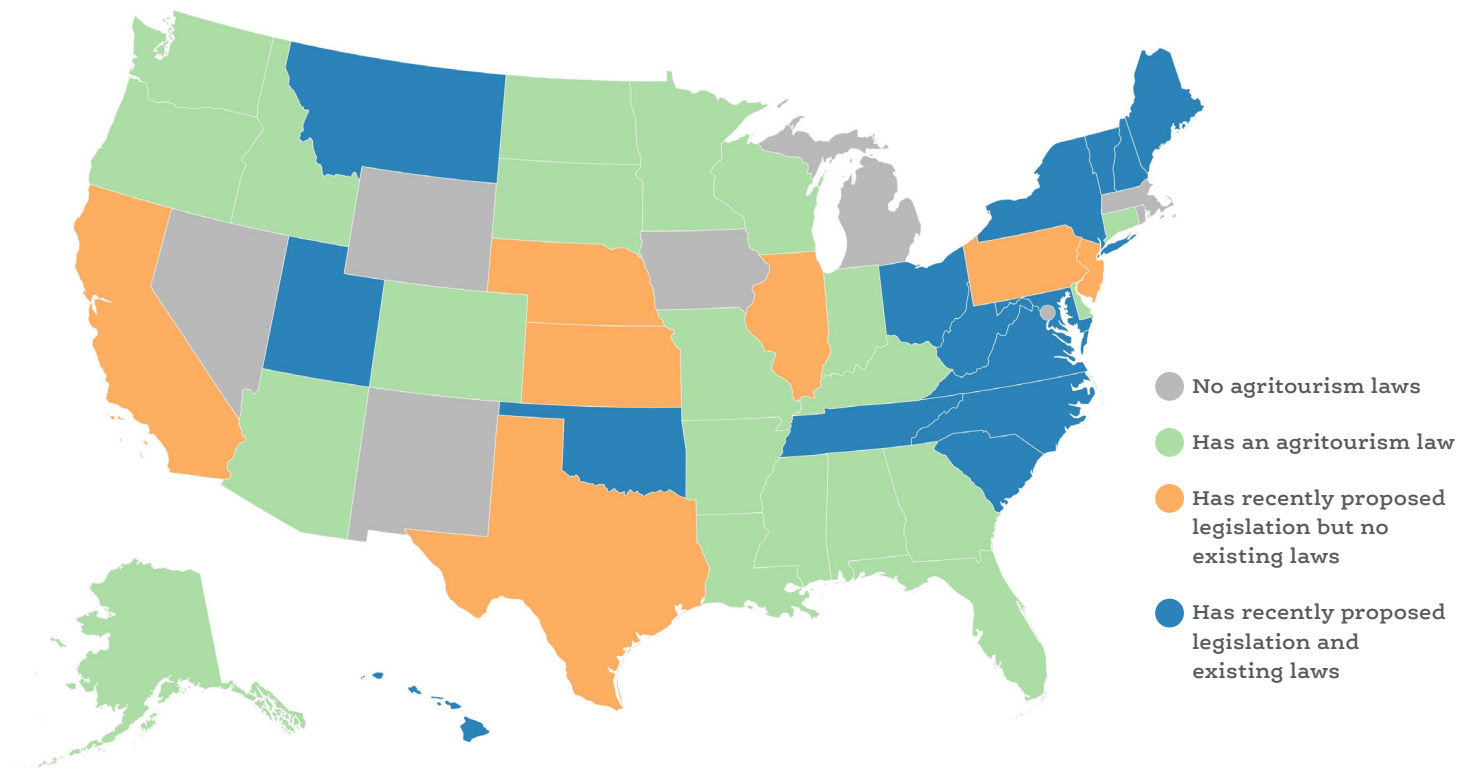 No agritourism laws
Has an agritourism law
Has recently proposed
legislation but no
existing laws
Has recently proposed
legislation and
existing laws